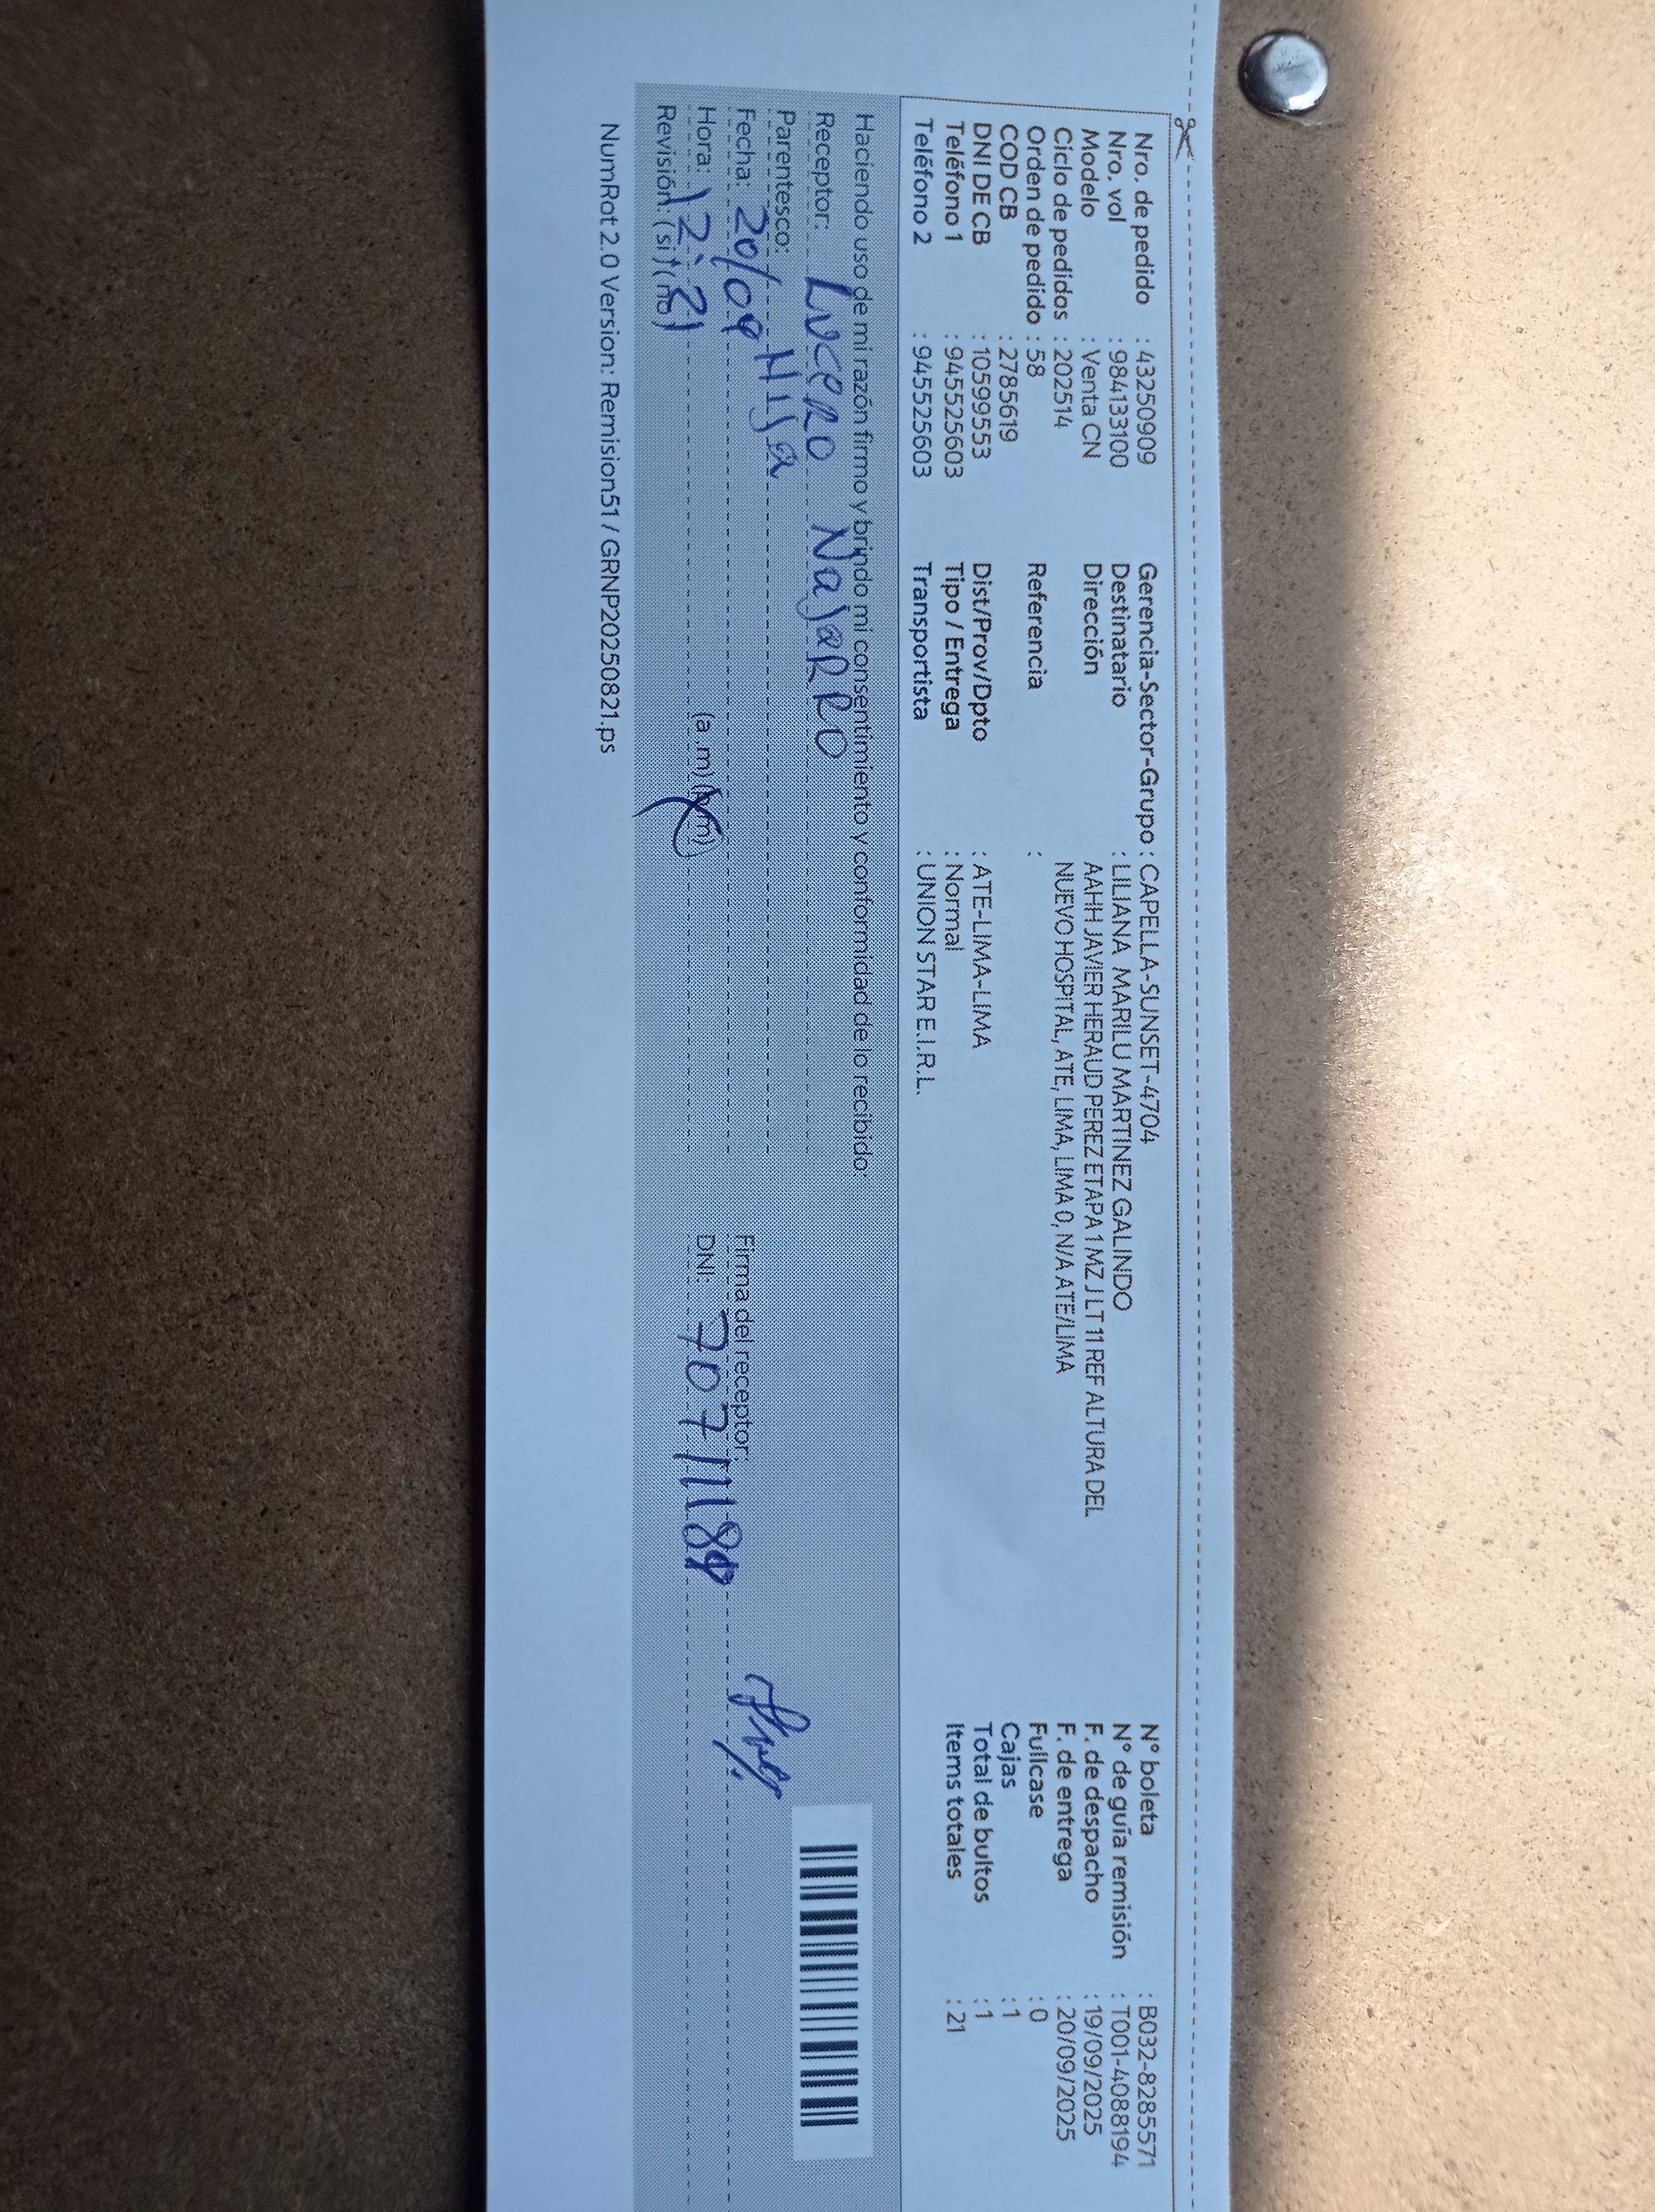 Nro. de pedido : 43250909
Nro. vol : 984133100
Modelo : Venta CN
Ciclo de pedidos : 202514
Orden de pedido : 58
COD CB : 2785619
DNI DE CB : 10599553
Teléfono 1 : 945525603
Teléfono 2 : 945525603
Gerencia-Sector-Grupo : CAPELLA-SUNSET-4704
Destinatario : LILIANA MARILU MARTINEZ GALINDO
Dirección AAHH JAVIER HERAUD PEREZ ETAPA 1 MZ J LT 11 REF ALTURA DEL
NUEVO HOSPITAL, ATE, LIMA, LIMA 0, N/A ATE/LIMA
Referencia :
Dist/Prov/Dpto : ATE-LIMA-LIMA
Tipo / Entrega : Normal
Transportista : UNION STAR E.I.R.L.
N° boleta : B032-8285571
N° de guía remisión : T001-4088194
F. de despacho : 19/09/2025
F. de entrega : 20/09/2025
Fullcase : 0
Cajas : 1
Total de bultos : 1
Items totales : 21
Haciendo uso de mi razón firmo y brindo mi consentimiento y conformidad de lo recibido:
Receptor: LUCERO NajaRRO
Parentesco: Hija
Fecha: 20/09
Hora: 12:21 (a.m) (p.m)
Revisión: (si) (no)
Firma del receptor:
DNI: 70711189
NumRot 2.0 Version: Remision51 / GRNP20250821.ps